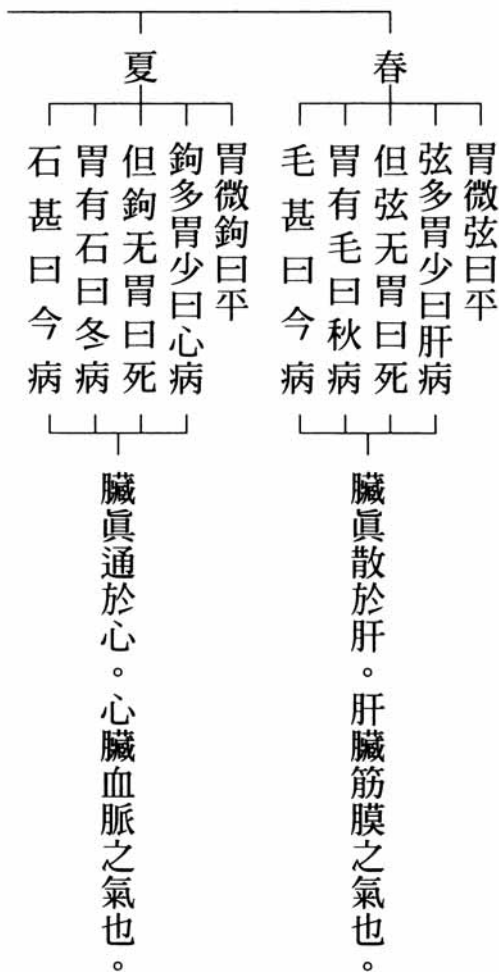 春
胃微弦曰平
弦多胃少曰肝病
但弦无胃曰死
胃有毛曰秋病
毛甚曰今病
臟眞散於肝。肝臟筋膜之氣也。
夏
胃微鉤曰平
鉤多胃少曰心病
但鉤无胃曰死
胃有石曰冬病
石甚曰今病
臟眞通於心。心臟血脈之氣也。